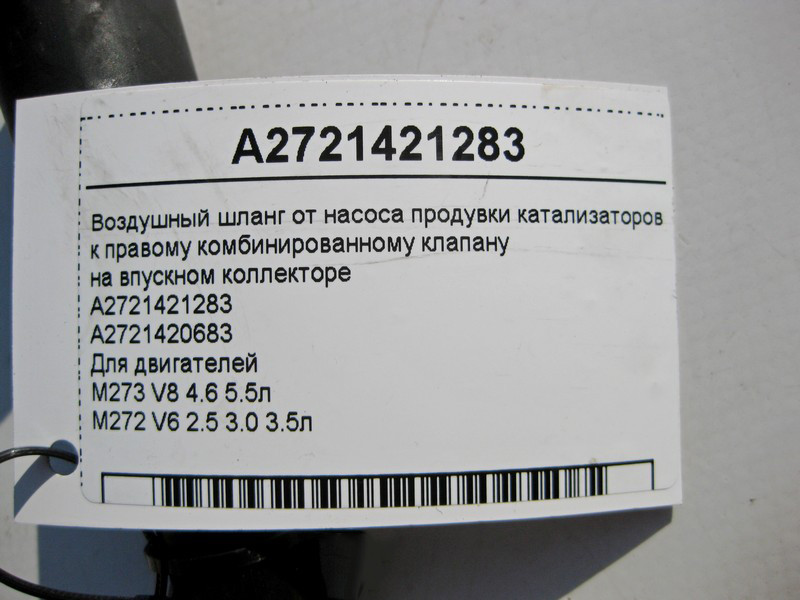 A2721421283
Воздушный шланг от насоса продувки катализаторов
к правому комбинированному клапану
на впускном коллекторе
A2721421283
A2721420683
Для двигателей
M273 V8 4.6 5.5л
M272 V6 2.5 3.0 3.5л